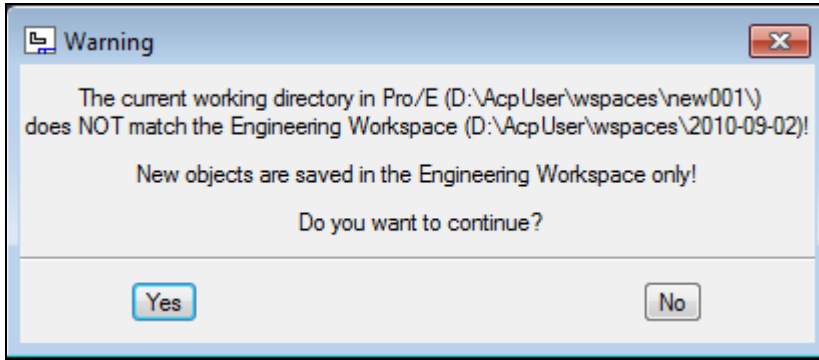 Warning
The current working directory in Pro/E (D:\AcpUser\wspaces\new001\)
does NOT match the Engineering Workspace (D:\AcpUser\wspaces\2010-09-02)!
New objects are saved in the Engineering Workspace only!
Do you want to continue?
Yes No